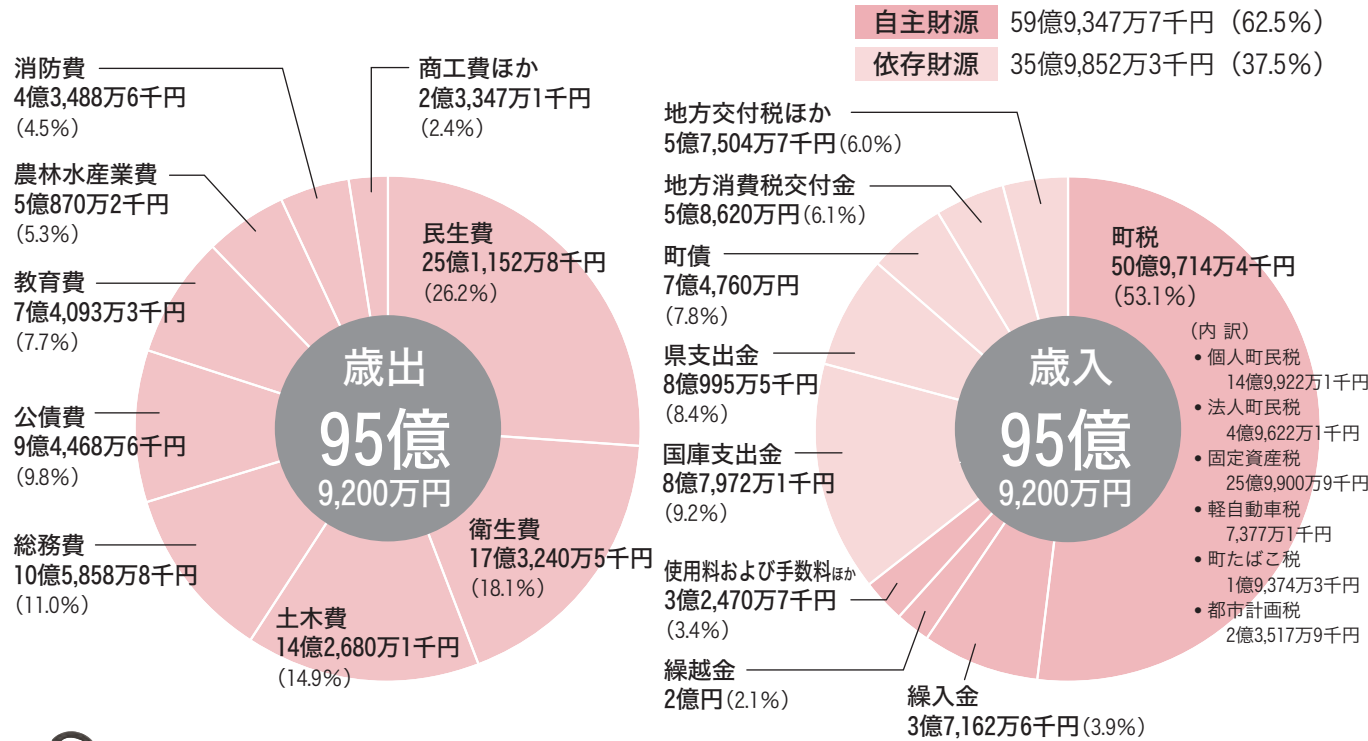 自主財源 59億9,347万7千円（62.5%）
依存財源 35億9,852万3千円（37.5%）
消防費
4億3,488万6千円
（4.5%）
商工費ほか
2億3,347万1千円
（2.4%）
農林水産業費
5億870万2千円
（5.3%）
教育費
7億4,093万3千円
（7.7%）
公債費
9億4,468万6千円
（9.8%）
総務費
10億5,858万8千円
（11.0%）
民生費
25億1,152万8千円
（26.2%）
歳出
95億
9,200万円
衛生費
17億3,240万5千円
（18.1%）
土木費
14億2,680万1千円
（14.9%）
地方交付税ほか
5億7,504万7千円（6.0%）
地方消費税交付金
5億8,620万円（6.1%）
町債
7億4,760万円
（7.8%）
県支出金
8億995万5千円
（8.4%）
国庫支出金
8億7,972万1千円
（9.2%）
使用料および手数料ほか
3億2,470万7千円
（3.4%）
繰越金
2億円（2.1%）
繰入金
3億7,162万6千円（3.9%）
歳入
95億
9,200万円
町税
50億9,714万4千円
（53.1%）
（内 訳）
• 個人町民税
14億9,922万1千円
• 法人町民税
4億9,622万1千円
• 固定資産税
25億9,900万9千円
• 軽自動車税
7,377万1千円
• 町たばこ税
1億9,374万3千円
• 都市計画税
2億3,517万9千円